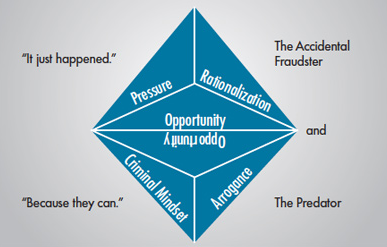 “It just happened.”
The Accidental
Fraudster
Pressure
Rationalization
Opportunity
Opportunity
and
Criminal Mindset
Arrogance
“Because they can.”
The Predator